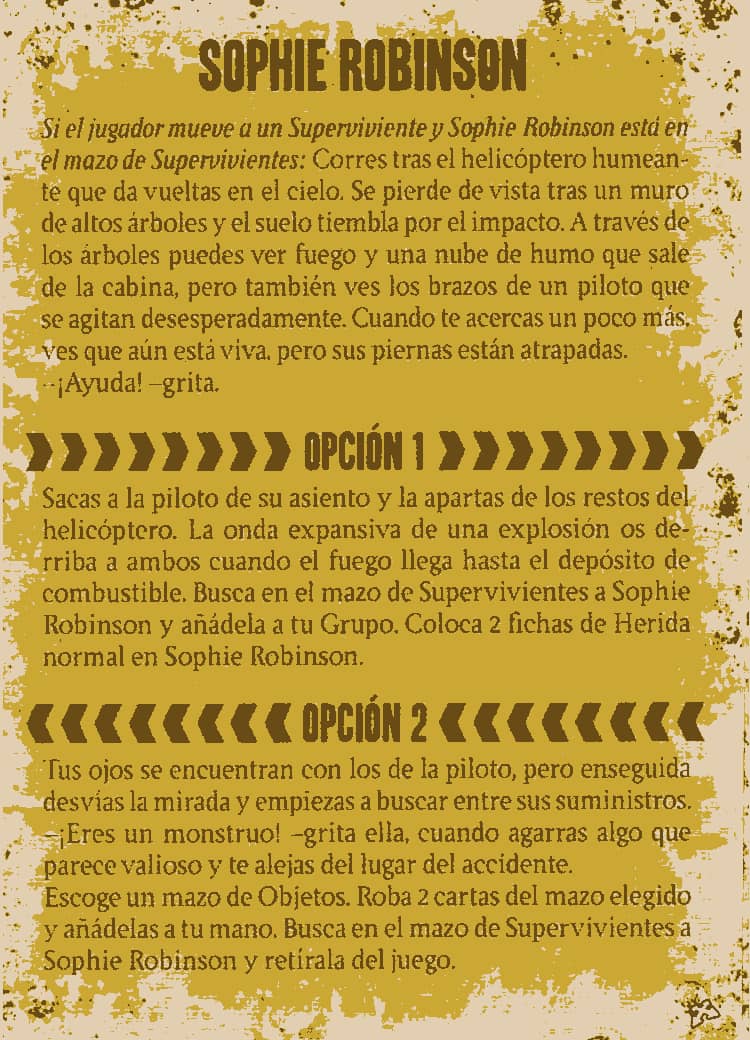 SOPHIE ROBINSON
Si el jugador mueve a un Superviviente y Sophie Robinson está en
el mazo de Supervivientes: Corres tras el helicóptero humean-
te que da vueltas en el cielo. Se pierde de vista tras un muro
de altos árboles y el suelo tiembla por el impacto. A través de
los árboles puedes ver fuego y una nube de humo que sale
de la cabina, pero también ves los brazos de un piloto que
se agitan desesperadamente. Cuando te acercas un poco más,
ves que aún está viva, pero sus piernas están atrapadas.
–¡Ayuda! –grita.
OPCIÓN 1
Sacas a la piloto de su asiento y la apartas de los restos del
helicóptero. La onda expansiva de una explosión os de-
rriba a ambos cuando el fuego llega hasta el depósito de
combustible. Busca en el mazo de Supervivientes a Sophie
Robinson y añádela a tu Grupo. Coloca 2 fichas de Herida
normal en Sophie Robinson.
OPCIÓN 2
Tus ojos se encuentran con los de la piloto, pero enseguida
desvías la mirada y empiezas a buscar entre sus suministros.
–¡Eres un monstruo! –grita ella, cuando agarras algo que
parece valioso y te alejas del lugar del accidente.
Escoge un mazo de Objetos. Roba 2 cartas del mazo elegido
y añádelas a tu mano. Busca en el mazo de Supervivientes a
Sophie Robinson y retírala del juego.